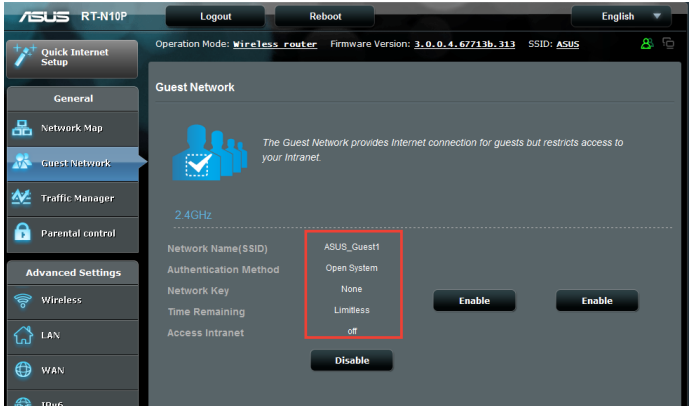 ASUS RT-N10P Logout Reboot English
Quick Internet Setup
Operation Mode: Wireless router Firmware Version: 3.0.0.4.67713b.313 SSID: ASUS
General
Network Map
Guest Network
Traffic Manager
Parental control
Advanced Settings
Wireless
LAN
WAN
IPv6
Guest Network
The Guest Network provides Internet connection for guests but restricts access to
your Intranet.
2.4GHz
Network Name(SSID) ASUS_Guest1
Authentication Method Open System
Network Key None
Time Remaining Limitless
Access Intranet off
Enable Enable
Disable